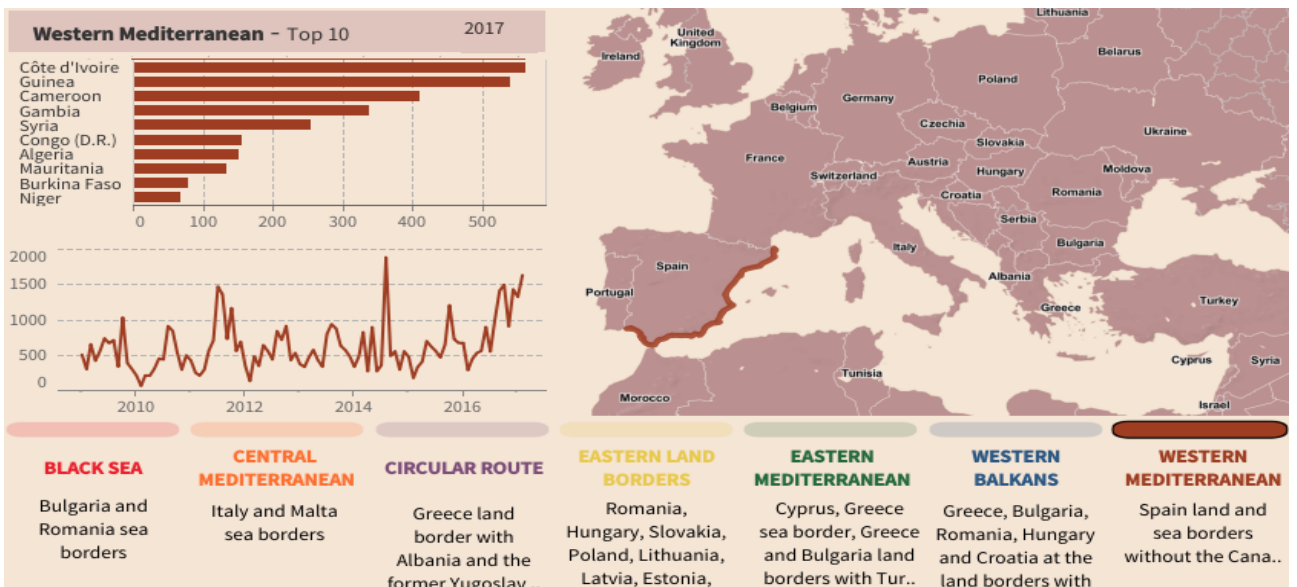 Western Mediterranean - Top 10
2017
Côte d'Ivoire
Guinea
Cameroon
Gambia
Syria
Congo (D.R.)
Algeria
Mauritania
Burkina Faso
Niger
0 100 200 300 400 500
2000
1500
1000
500
0
2010 2012 2014 2016
Lithuania
United
Kingdom
Ireland
Belarus
Poland
Belgium
Germany
Czechia
Ukraine
Slovakia
France
Austria
Moldova
Switzerland
Hungary
Croatia
Romania
Serbia
Bulgaria
Italy
Spain
Albania
Portugal
Greece
Turkey
Cyprus
Syria
Tunisia
Morocco
Israel
BLACK SEA
Bulgaria and
Romania sea
borders
CENTRAL
MEDITERRANEAN
Italy and Malta
sea borders
CIRCULAR ROUTE
Greece land
border with
Albania and the
former Yugoslav...
EASTERN LAND
BORDERS
Romania,
Hungary, Slovakia,
Poland, Lithuania,
Latvia, Estonia,
EASTERN
MEDITERRANEAN
Cyprus, Greece
sea border, Greece
and Bulgaria land
borders with Tur..
WESTERN
BALKANS
Greece, Bulgaria,
Romania, Hungary
and Croatia at the
land borders with
WESTERN
MEDITERRANEAN
Spain land and
sea borders
without the Cana..